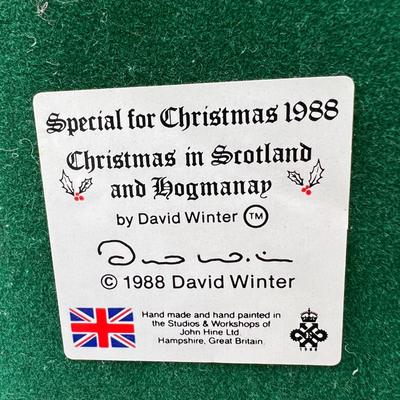 Special for Christmas 1988
Christmas in Scotland
and Hogmanay
by David Winter TM
© 1988 David Winter
Hand made and hand painted in
the Studios & Workshops of
John Hine Ltd.
Hampshire, Great Britain.